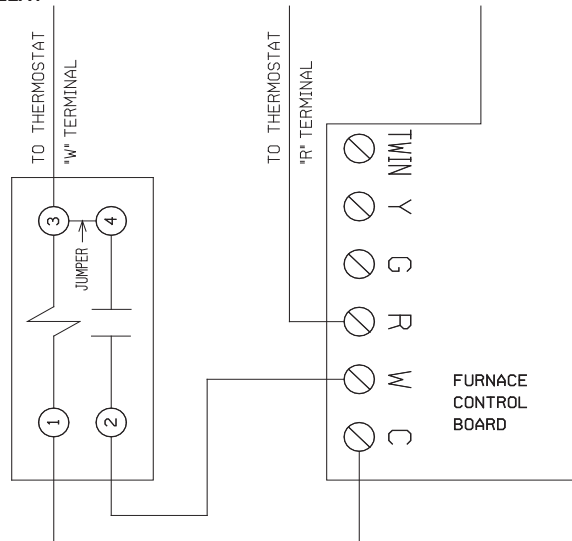 TO THERMOSTAT
"W" TERMINAL
TO THERMOSTAT
"R" TERMINAL
3
4
JUMPER
1
2
TWIN
Y
G
R
W
C
FURNACE
CONTROL
BOARD